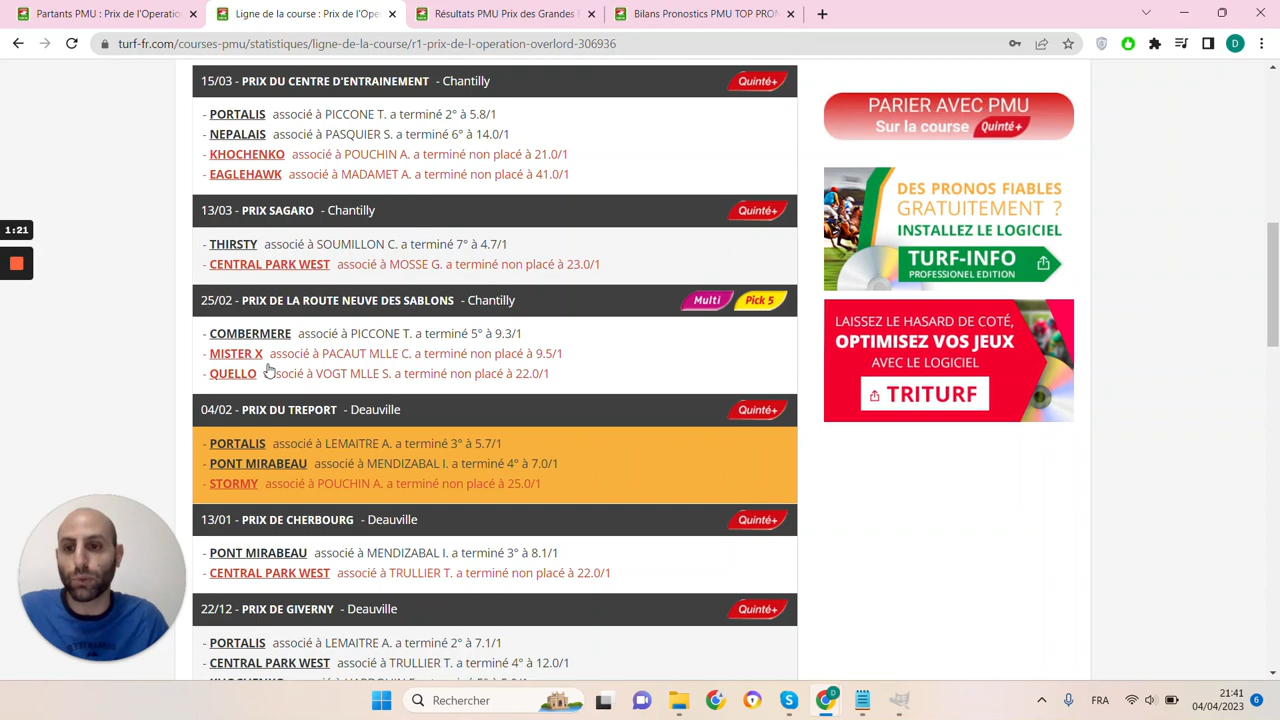 Partants PMU : Prix de l'Operation
Ligne de la course : Prix de l'Ope
Résultats PMU Prix des Grandes
Bilans Pronostics PMU TOP PRON
turf-fr.com/courses-pmu/statistiques/ligne-de-la-course/r1-prix-de-l-operation-overlord-306936
D
15/03 - PRIX DU CENTRE D'ENTRAINEMENT - Chantilly Quinté+
- PORTALIS associé à PICCONE T. a terminé 2° à 5.8/1
- NEPALAIS associé à PASQUIER S. a terminé 6° à 14.0/1
- KHOCHENKO associé à POUCHIN A. a terminé non placé à 21.0/1
- EAGLEHAWK associé à MADAMET A. a terminé non placé à 41.0/1
13/03 - PRIX SAGARO - Chantilly Quinté+
- THIRSTY associé à SOUMILLON C. a terminé 7° à 4.7/1
- CENTRAL PARK WEST associé à MOSSE G. a terminé non placé à 23.0/1
25/02 - PRIX DE LA ROUTE NEUVE DES SABLONS - Chantilly Multi Pick 5
- COMBERMERE associé à PICCONE T. a terminé 5° à 9.3/1
- MISTER X associé à PACAUT MLLE C. a terminé non placé à 9.5/1
- QUELLO associé à VOGT MLLE S. a terminé non placé à 22.0/1
04/02 - PRIX DU TREPORT - Deauville Quinté+
- PORTALIS associé à LEMAITRE A. a terminé 3° à 5.7/1
- PONT MIRABEAU associé à MENDIZABAL I. a terminé 4° à 7.0/1
- STORMY associé à POUCHIN A. a terminé non placé à 25.0/1
13/01 - PRIX DE CHERBOURG - Deauville Quinté+
- PONT MIRABEAU associé à MENDIZABAL I. a terminé 3° à 8.1/1
- CENTRAL PARK WEST associé à TRULLIER T. a terminé non placé à 22.0/1
22/12 - PRIX DE GIVERNY - Deauville Quinté+
- PORTALIS associé à LEMAITRE A. a terminé 2° à 7.1/1
- CENTRAL PARK WEST associé à TRULLIER T. a terminé 4° à 12.0/1
PARIER AVEC PMU
Sur la course Quinté+
DES PRONOS FIABLES
GRATUITEMENT ?
INSTALLEZ LE LOGICIEL
TURF-INFO
PROFESSIONEL EDITION
LAISSEZ LE HASARD DE COTÉ,
OPTIMISEZ VOS JEUX
AVEC LE LOGICIEL
TRITURF
1:21
Rechercher
FRA
21:41
04/04/2023
6